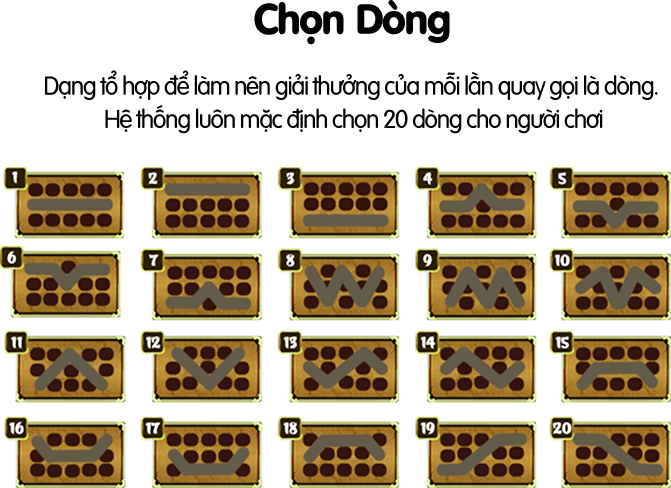 Chọn Dòng
Dạng tổ hợp để làm nên giải thưởng của mỗi lần quay gọi là dòng.
Hệ thống luôn mặc định chọn 20 dòng cho người chơi
1 2 3 4 5
6 7 8 9 10
11 12 13 14 15
16 17 18 19 20